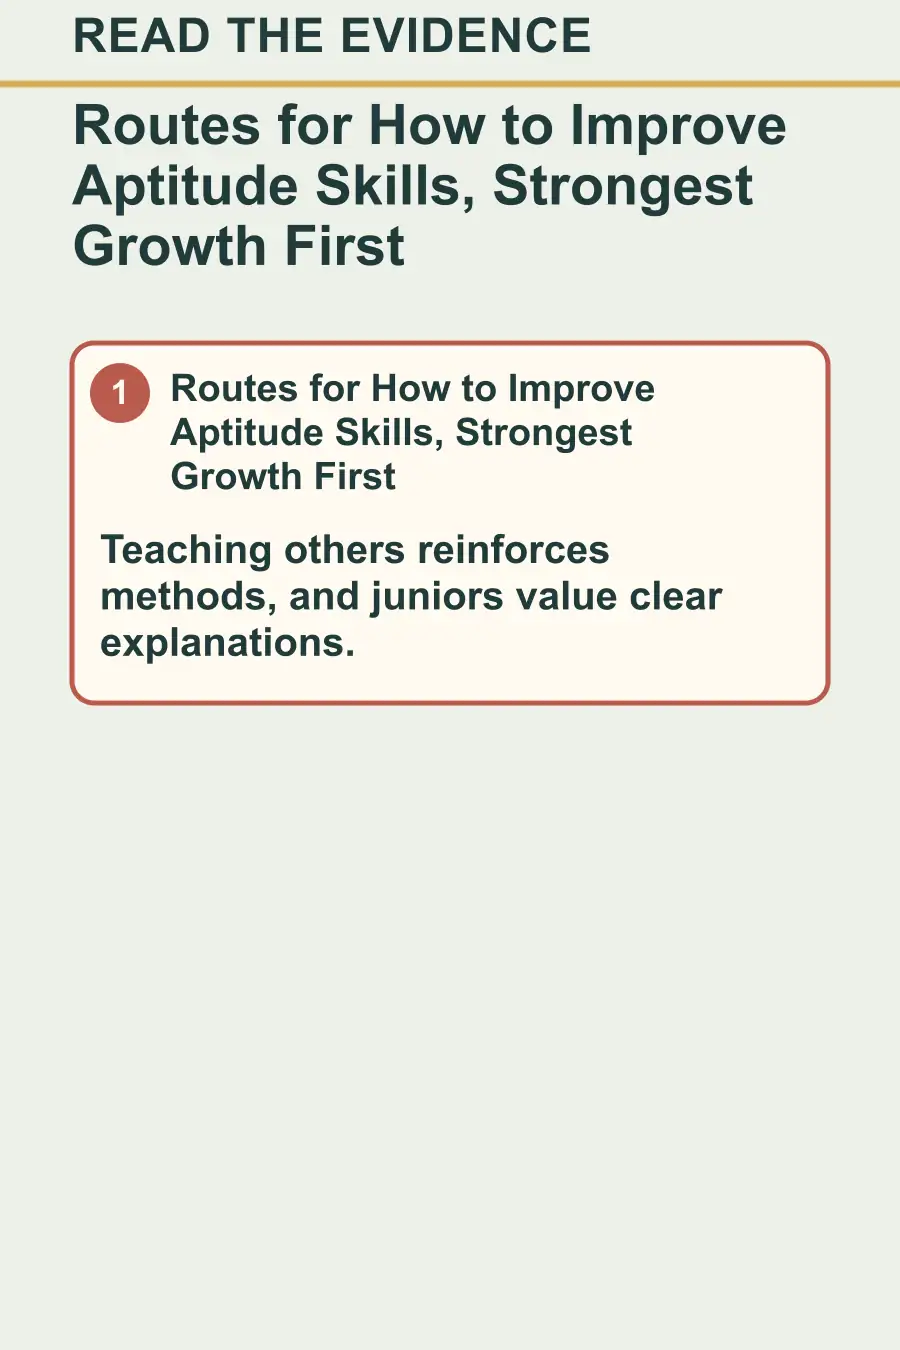 READ THE EVIDENCE
Routes for How to Improve
Aptitude Skills, Strongest
Growth First
1
Routes for How to Improve
Aptitude Skills, Strongest
Growth First
Teaching others reinforces
methods, and juniors value clear
explanations.